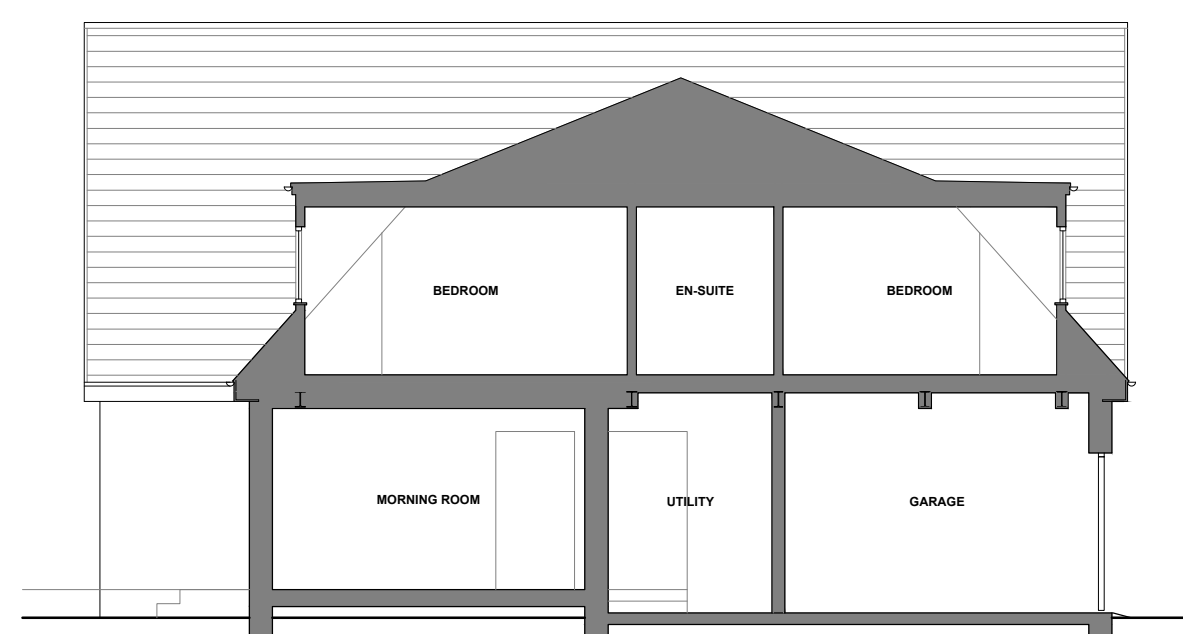 BEDROOM
EN-SUITE
BEDROOM
MORNING ROOM
UTILITY
GARAGE